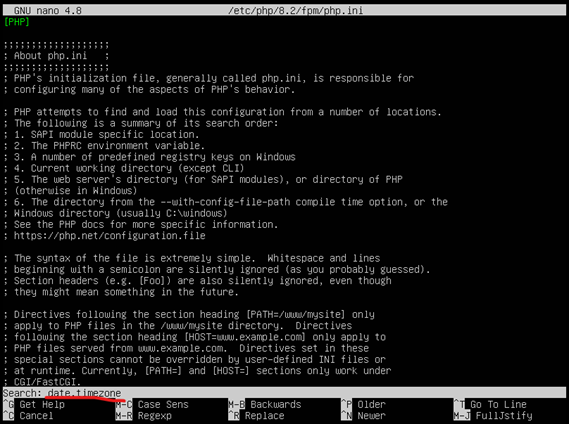 GNU nano 4.8 /etc/php/8.2/fpm/php.ini
[PHP]
;;;;;;;;;;;;;;;;;;;
; About php.ini   ;
;;;;;;;;;;;;;;;;;;;
; PHP's initialization file, generally called php.ini, is responsible for
; configuring many of the aspects of PHP's behavior.
; PHP attempts to find and load this configuration from a number of locations.
; The following is a summary of its search order:
; 1. SAPI module specific location.
; 2. The PHPRC environment variable.
; 3. A number of predefined registry keys on Windows
; 4. Current working directory (except CLI)
; 5. The web server's directory (for SAPI modules), or directory of PHP
; (otherwise in Windows)
; 6. The directory from the --with-config-file-path compile time option, or the
; Windows directory (usually C:\windows)
; See the PHP docs for more specific information.
; https://php.net/configuration.file
; The syntax of the file is extremely simple.  Whitespace and lines
; beginning with a semicolon are silently ignored (as you probably guessed).
; Section headers (e.g. [Foo]) are also silently ignored, even though
; they might mean something in the future.
; Directives following the section heading [PATH=/www/mysite] only
; apply to PHP files in the /www/mysite directory.  Directives
; following the section heading [HOST=www.example.com] only apply to
; PHP files served from www.example.com.  Directives set in these
; special sections cannot be overridden by user-defined INI files or
; at runtime. Currently, [PATH=] and [HOST=] sections only work under
; CGI/FastCGI.
Search: date.timezone
^G Get Help M-C Case Sens M-B Backwards ^P Older ^T Go To Line
^C Cancel M-R Regexp ^R Replace ^N Newer M-J FullJstify